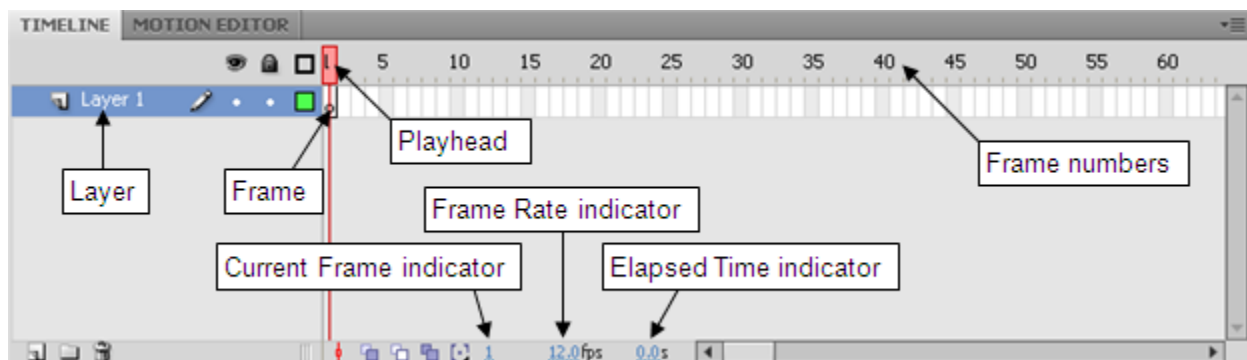 TIMELINE MOTION EDITOR
1 5 10 15 20 25 30 35 40 45 50 55 60
Layer 1
Playhead
Frame numbers
Layer
Frame
Frame Rate indicator
Current Frame indicator
Elapsed Time indicator
1 12.0fps 0.0s